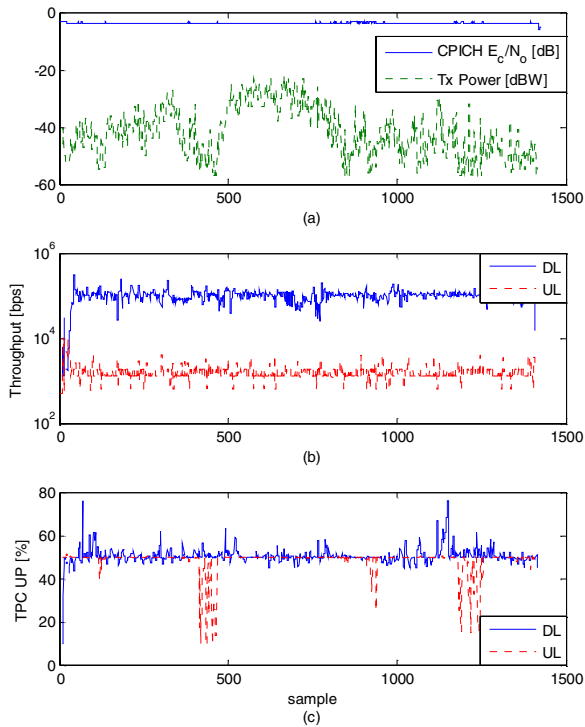 0
-20
-40
-60
0
500
1000
1500
CPICH E_c/N_o [dB]
Tx Power [dBW]
(a)
10^6
10^4
10^2
Throughput [bps]
0
500
1000
1500
DL
UL
(b)
80
60
40
20
0
TPC UP [%]
0
500
1000
1500
DL
UL
sample
(c)